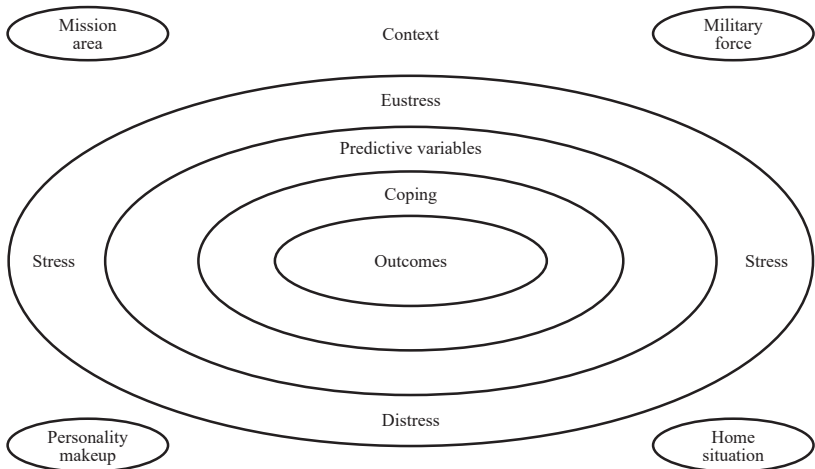 Mission
area
Context
Military
force
Eustress
Predictive variables
Coping
Stress
Outcomes
Stress
Distress
Personality
makeup
Home
situation